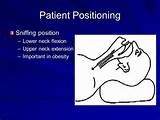 Patient Positioning
Sniffing position
– Lower neck flexion
– Upper neck extension
– Important in obesity